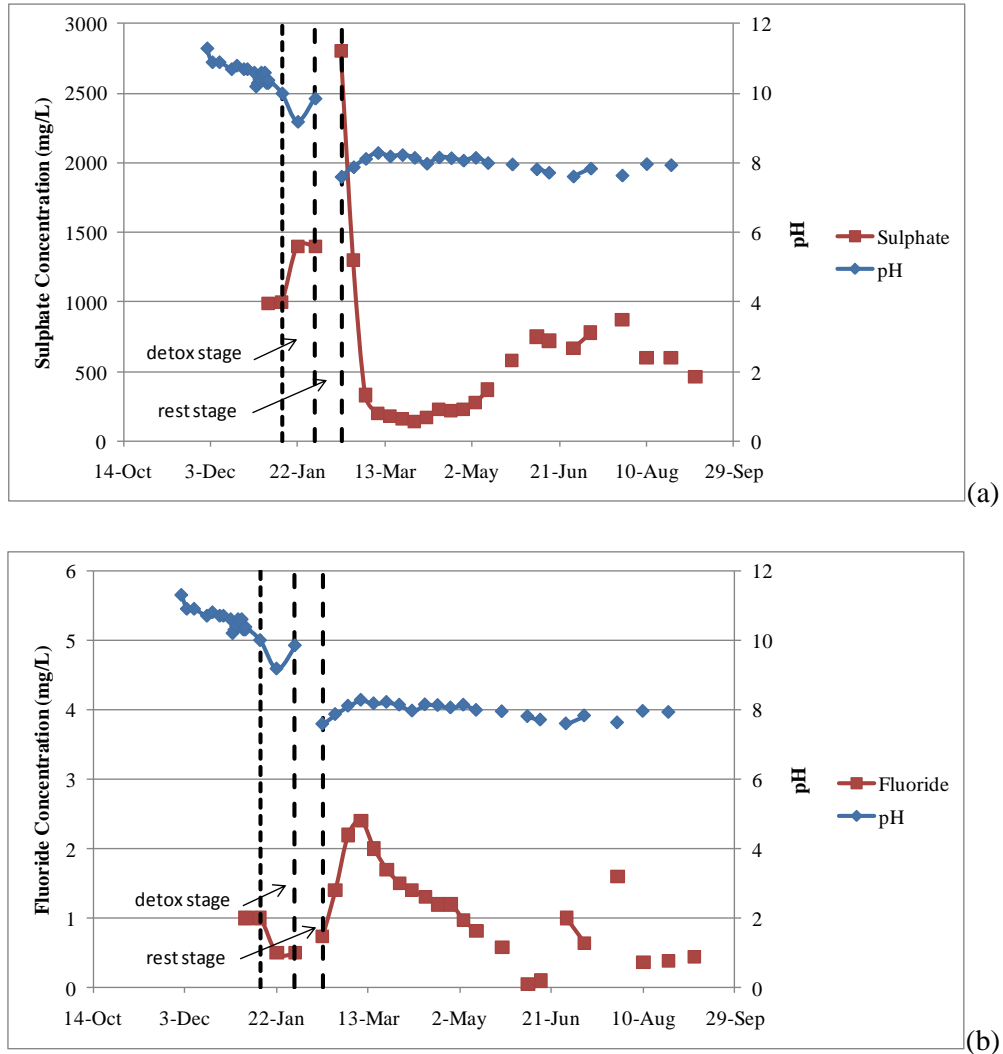 3000
2500
2000
1500
1000
500
0
Sulphate Concentration (mg/L)
12
10
8
6
4
2
0
pH
14-Oct 3-Dec 22-Jan 13-Mar 2-May 21-Jun 10-Aug 29-Sep
detox stage
rest stage
Sulphate
pH
(a)
6
5
4
3
2
1
0
Fluoride Concentration (mg/L)
12
10
8
6
4
2
0
pH
14-Oct 3-Dec 22-Jan 13-Mar 2-May 21-Jun 10-Aug 29-Sep
detox stage
rest stage
Fluoride
pH
(b)